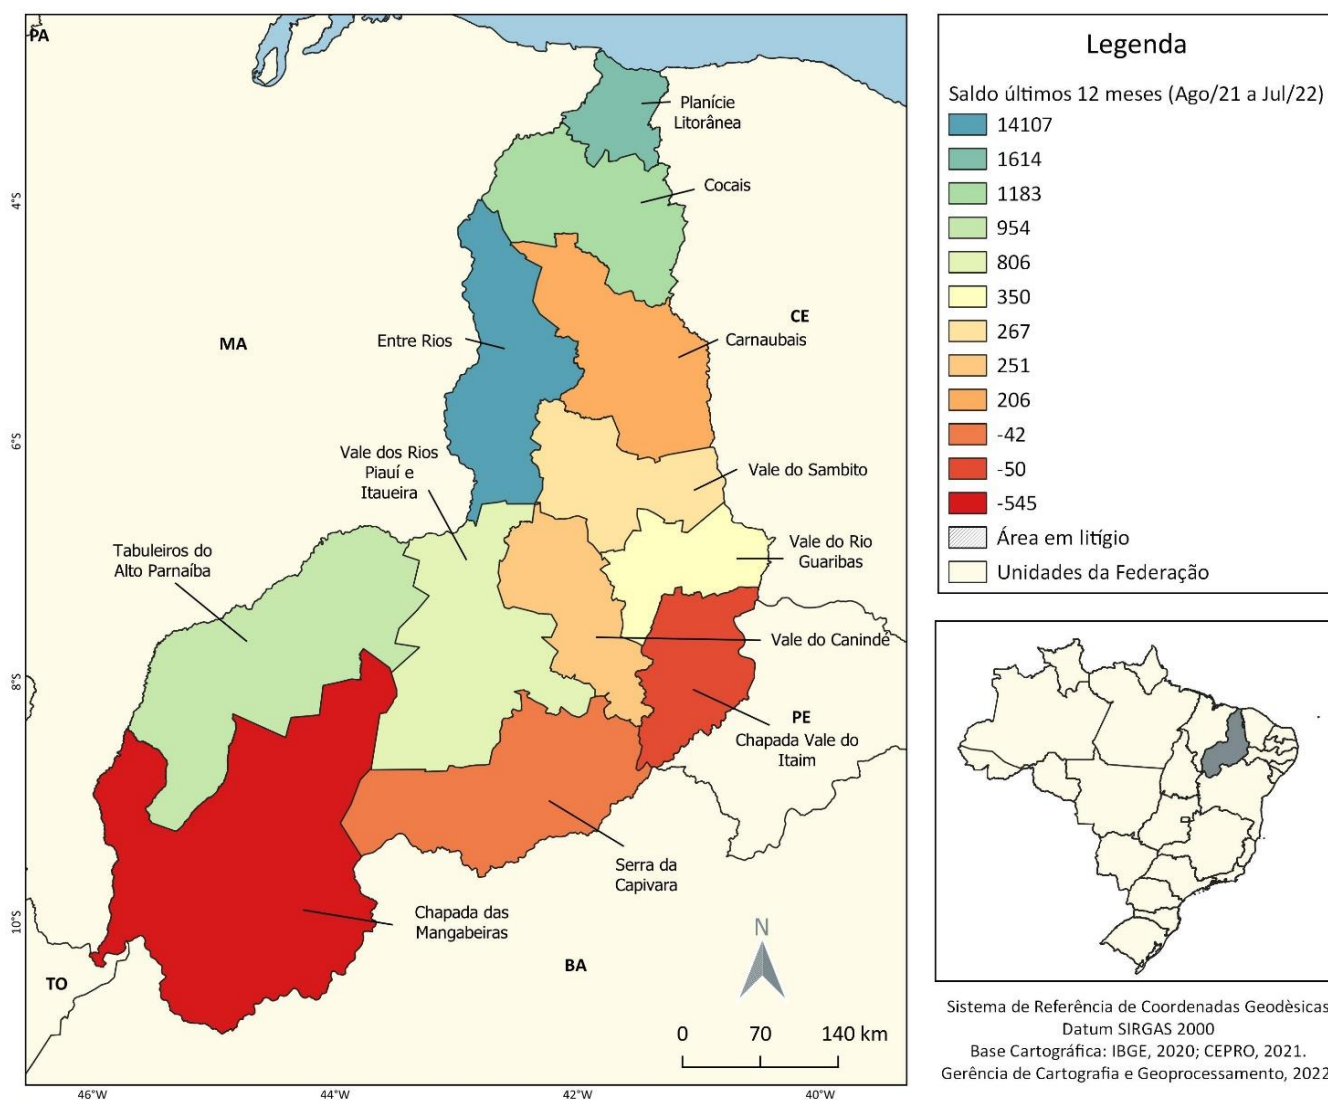 PA
Planície
Litorânea
Cocais
4°S
CE
MA
Entre Rios
Carnaubais
6°S
Vale dos Rios
Piauí e
Itaueira
Vale do Sambito
Tabuleiros do
Alto Parnaíba
Vale do Rio
Guaribas
Vale do Canindé
8°S
PE
Chapada Vale do
Itaim
Serra da
Capivara
Chapada das
Mangabeiras
10°S
N
BA
TO
0 70 140 km
46°W 44°W 42°W 40°W
Legenda
Saldo últimos 12 meses (Ago/21 a Jul/22)
14107
1614
1183
954
806
350
267
251
206
-42
-50
-545
Área em litígio
Unidades da Federação
Sistema de Referência de Coordenadas Geodèsicas
Datum SIRGAS 2000
Base Cartográfica: IBGE, 2020; CEPRO, 2021.
Gerência de Cartografia e Geoprocessamento, 2022